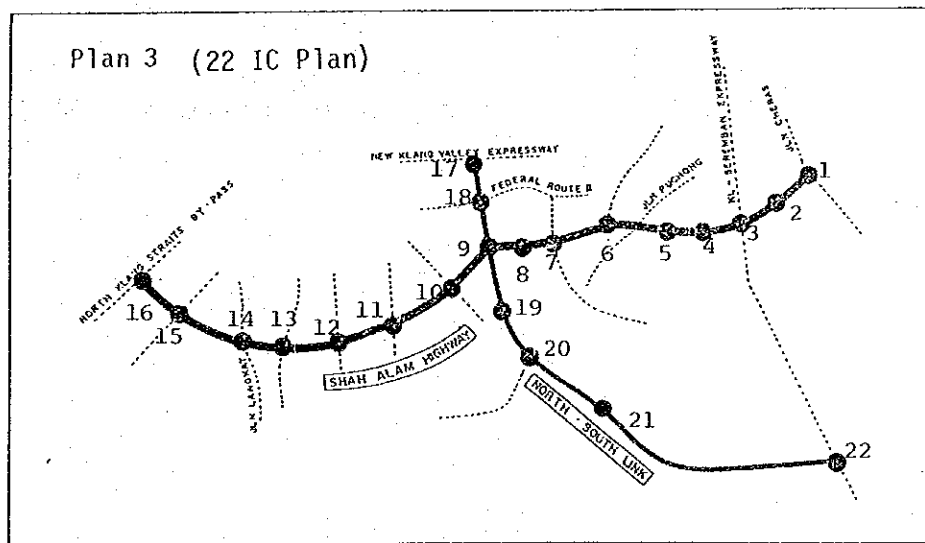 Plan 3 (22 IC Plan)
NORTH KLANG STRAITS BY-PASS
NEW KLANG VALLEY EXPRESSWAY
FEDERAL ROUTE II
JLN PUCHONG
KL - SEREMBAN EXPRESSWAY
JLN CHERAS
17
18
1
2
3
4
5
6
7
8
9
10
11
12
13
14
15
16
19
20
21
22
JLN LANGKAT
SHAH ALAM HIGHWAY
NORTH - SOUTH LINK